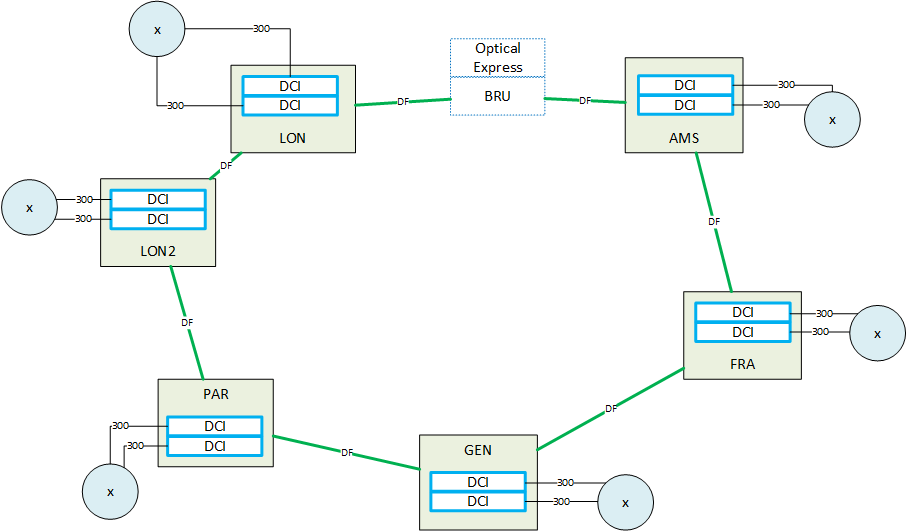 x
300
300
DCI
DCI
LON
DF
Optical
Express
BRU
DF
DCI
DCI
AMS
300
300
x
DF
x
300
300
DCI
DCI
LON2
DF
DF
DCI
DCI
FRA
300
300
x
DF
PAR
DCI
DCI
300
300
x
DF
GEN
DCI
DCI
300
300
x